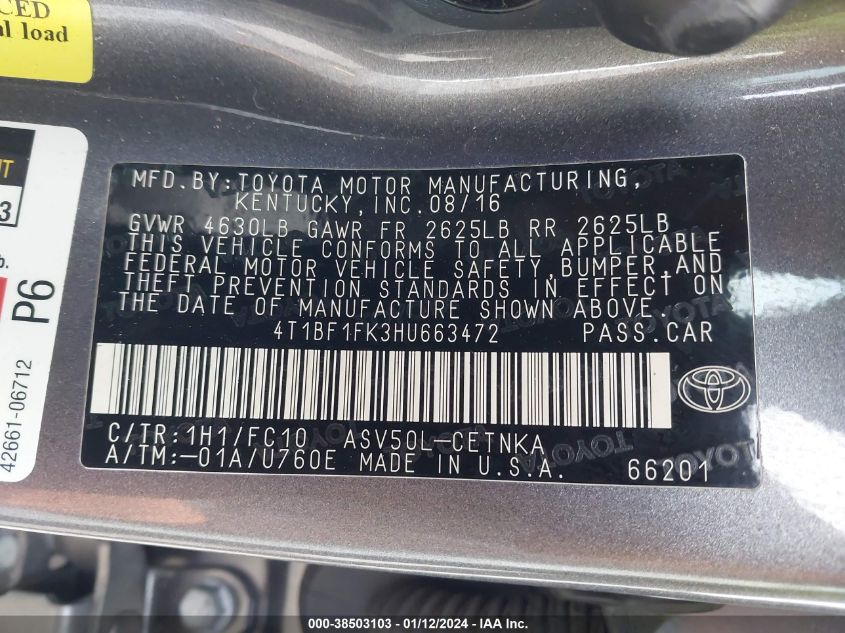 CED
al load
NT
3
b.
P6
42661-06712
MFD.BY:TOYOTA MOTOR MANUFACTURING,
KENTUCKY,INC.08/16
GVWR 4630LB GAWR FR 2625LB RR 2625LB
THIS VEHICLE CONFORMS TO ALL APPLICABLE
FEDERAL MOTOR VEHICLE SAFETY,BUMPER,AND
THEFT PREVENTION STANDARDS IN EFFECT ON
THE DATE OF MANUFACTURE SHOWN ABOVE.
4T1BF1FK3HU663472 PASS.CAR
C/TR:1H1/FC10 ASV50L-CETNKA
A/TM:-01A/U760E MADE IN U.S.A. 66201
000-38503103 - 01/12/2024 - IAA Inc.